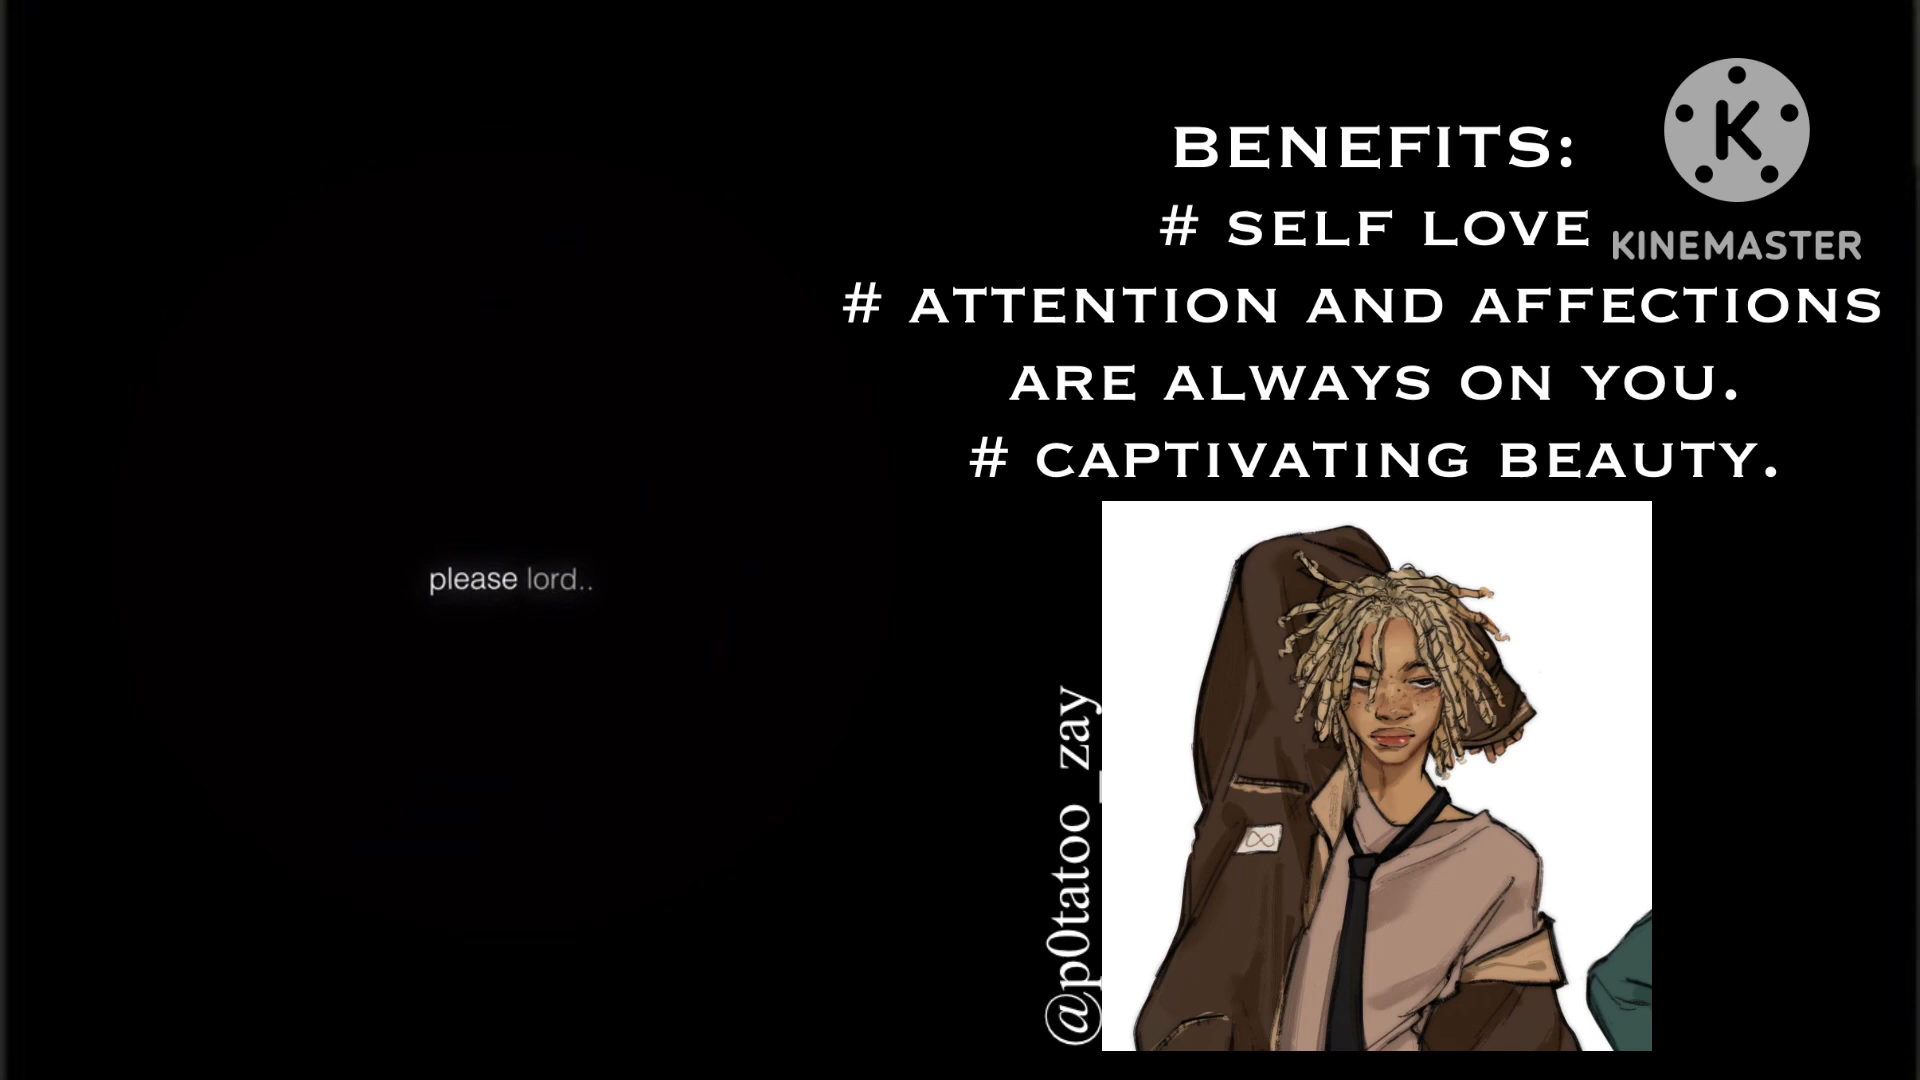 BENEFITS:
# SELF LOVE
# ATTENTION AND AFFECTIONS
ARE ALWAYS ON YOU.
# CAPTIVATING BEAUTY.
K
KINEMASTER
please lord..
@p0tatoo_zay